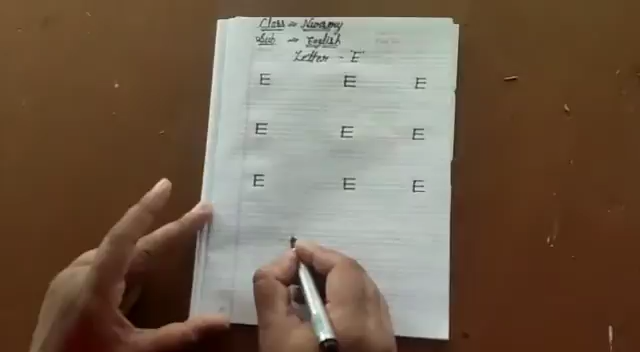 Class :- Nursery
Sub :- English
Letter - E
E E E
E E E
E E E